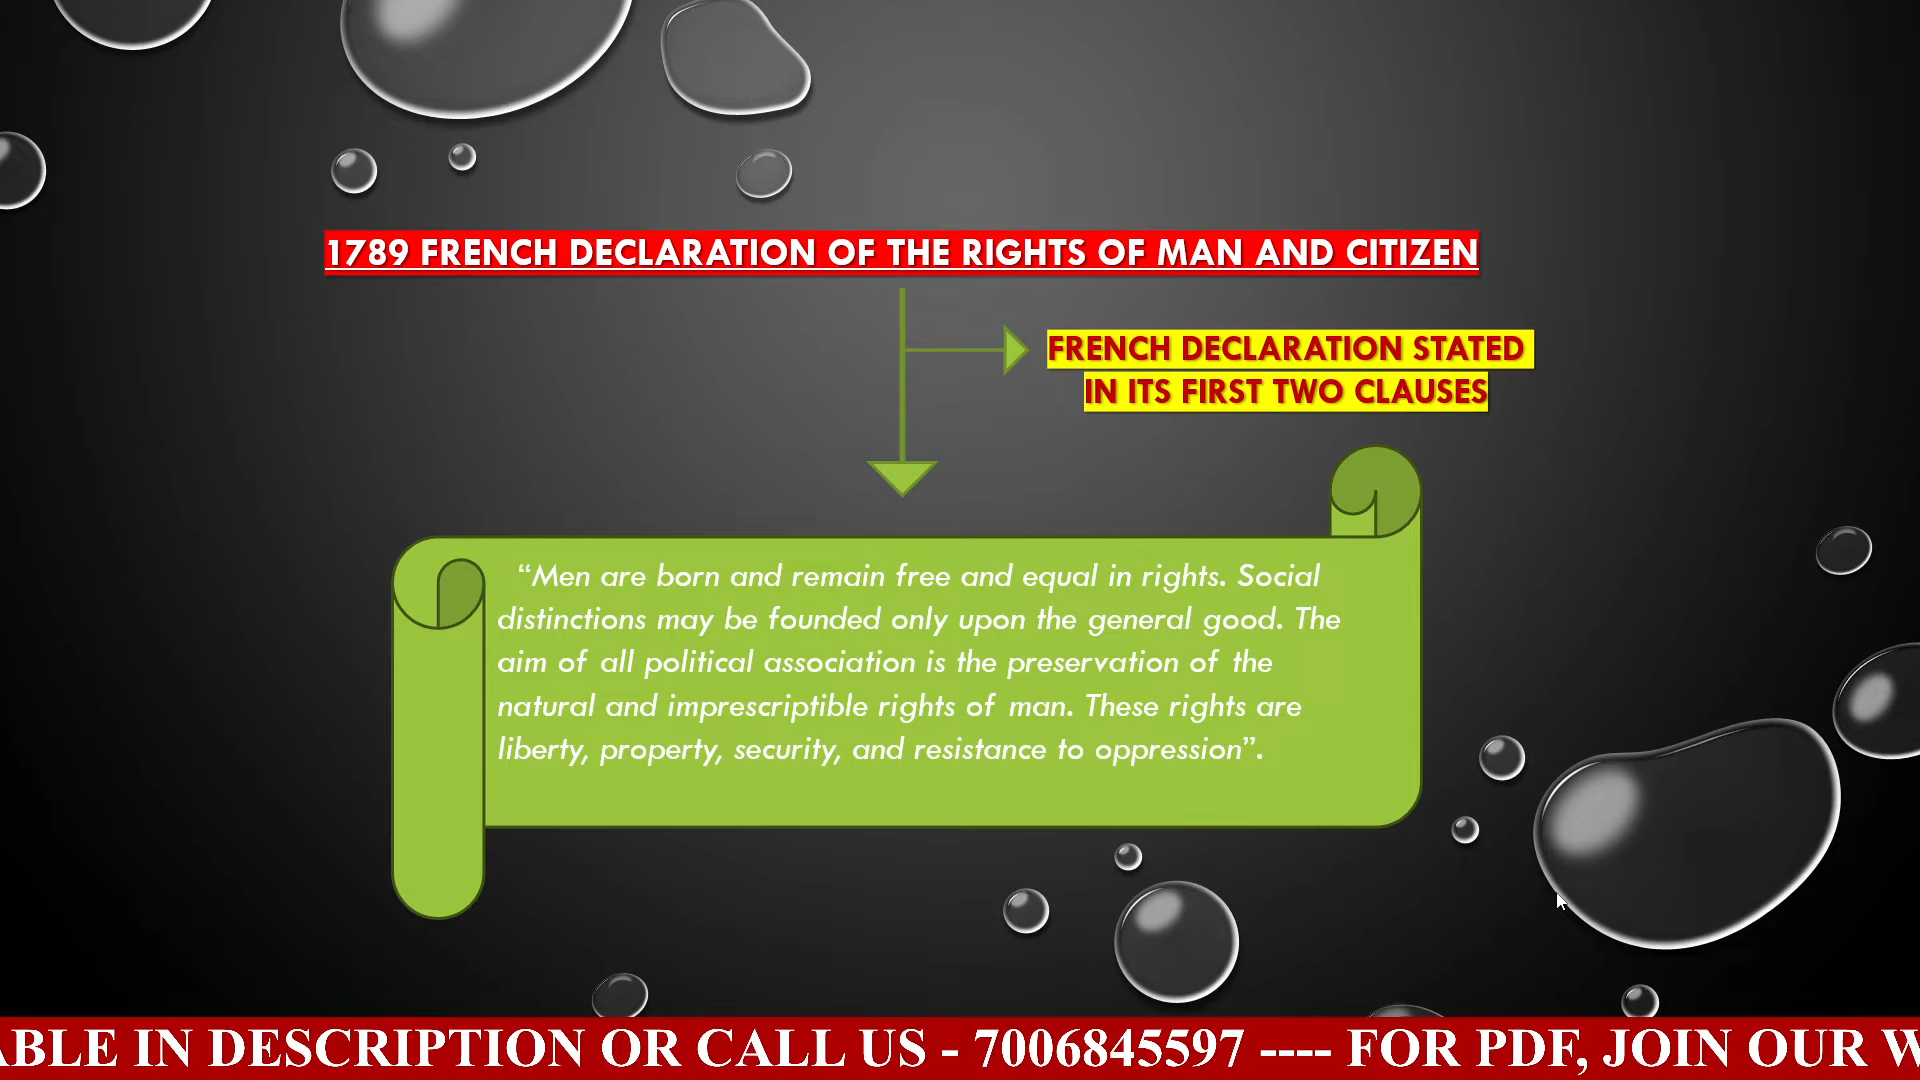 1789 FRENCH DECLARATION OF THE RIGHTS OF MAN AND CITIZEN
FRENCH DECLARATION STATED
IN ITS FIRST TWO CLAUSES
“Men are born and remain free and equal in rights. Social
distinctions may be founded only upon the general good. The
aim of all political association is the preservation of the
natural and imprescriptible rights of man. These rights are
liberty, property, security, and resistance to oppression”.
IN DESCRIPTION OR CALL US - 7006845597 ---- FOR PDF, JOIN OUR